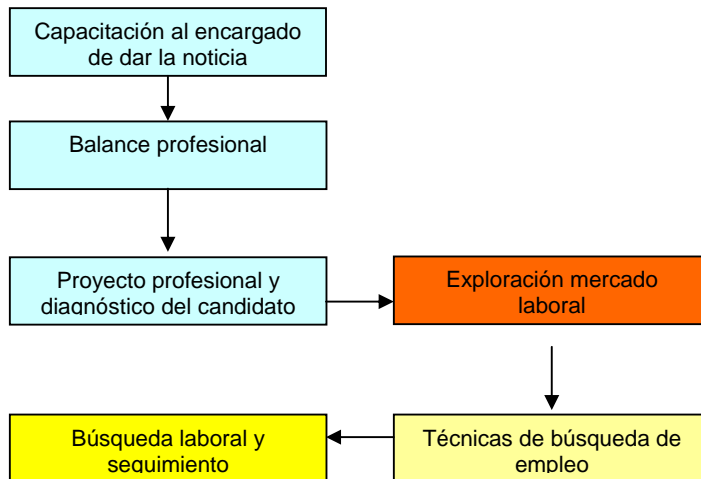 Capacitación al encargado
de dar la noticia
Balance profesional
Proyecto profesional y
diagnóstico del candidato
Exploración mercado
laboral
Técnicas de búsqueda de
empleo
Búsqueda laboral y
seguimiento